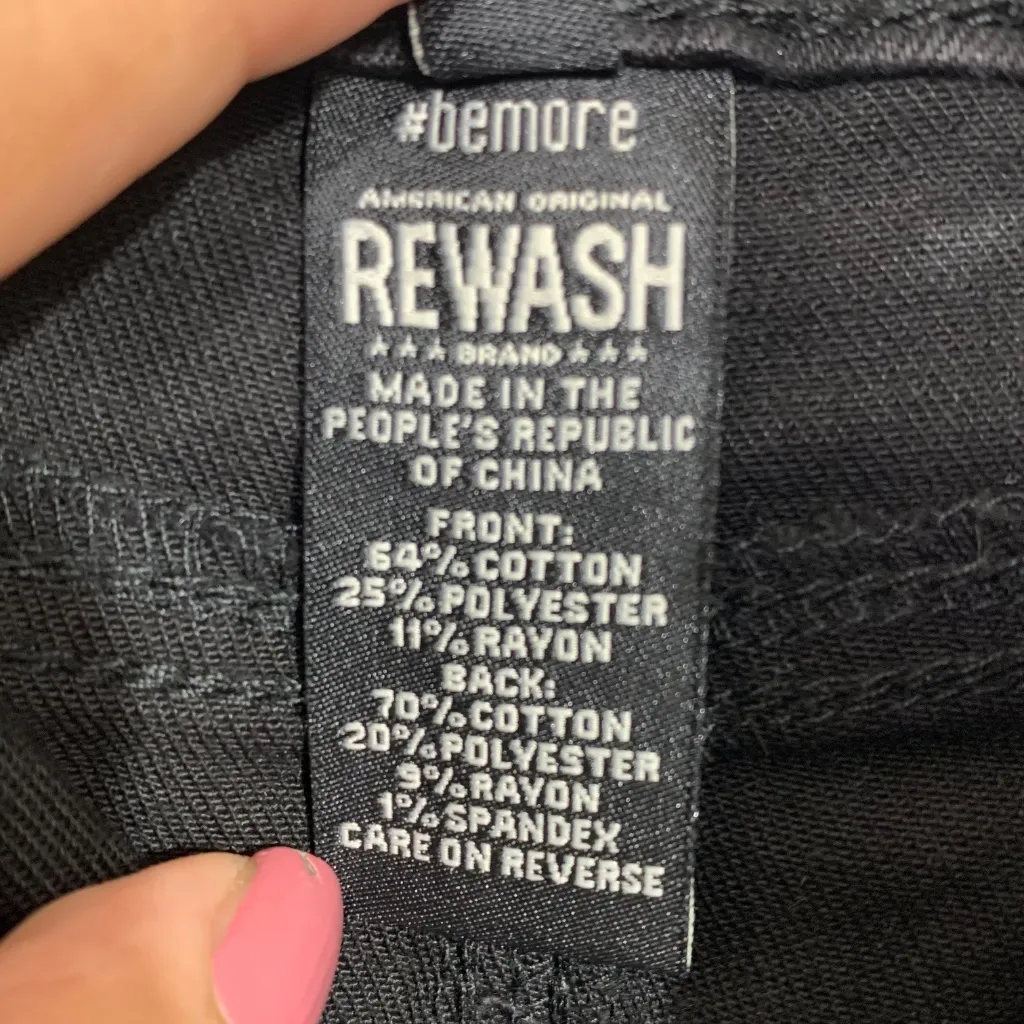 #bemore
AMERICAN ORIGINAL
REWASH
★★★ BRAND ★★★
MADE IN THE
PEOPLE'S REPUBLIC
OF CHINA
FRONT:
64% COTTON
25% POLYESTER
11% RAYON
BACK:
70% COTTON
20% POLYESTER
9% RAYON
1% SPANDEX
CARE ON REVERSE